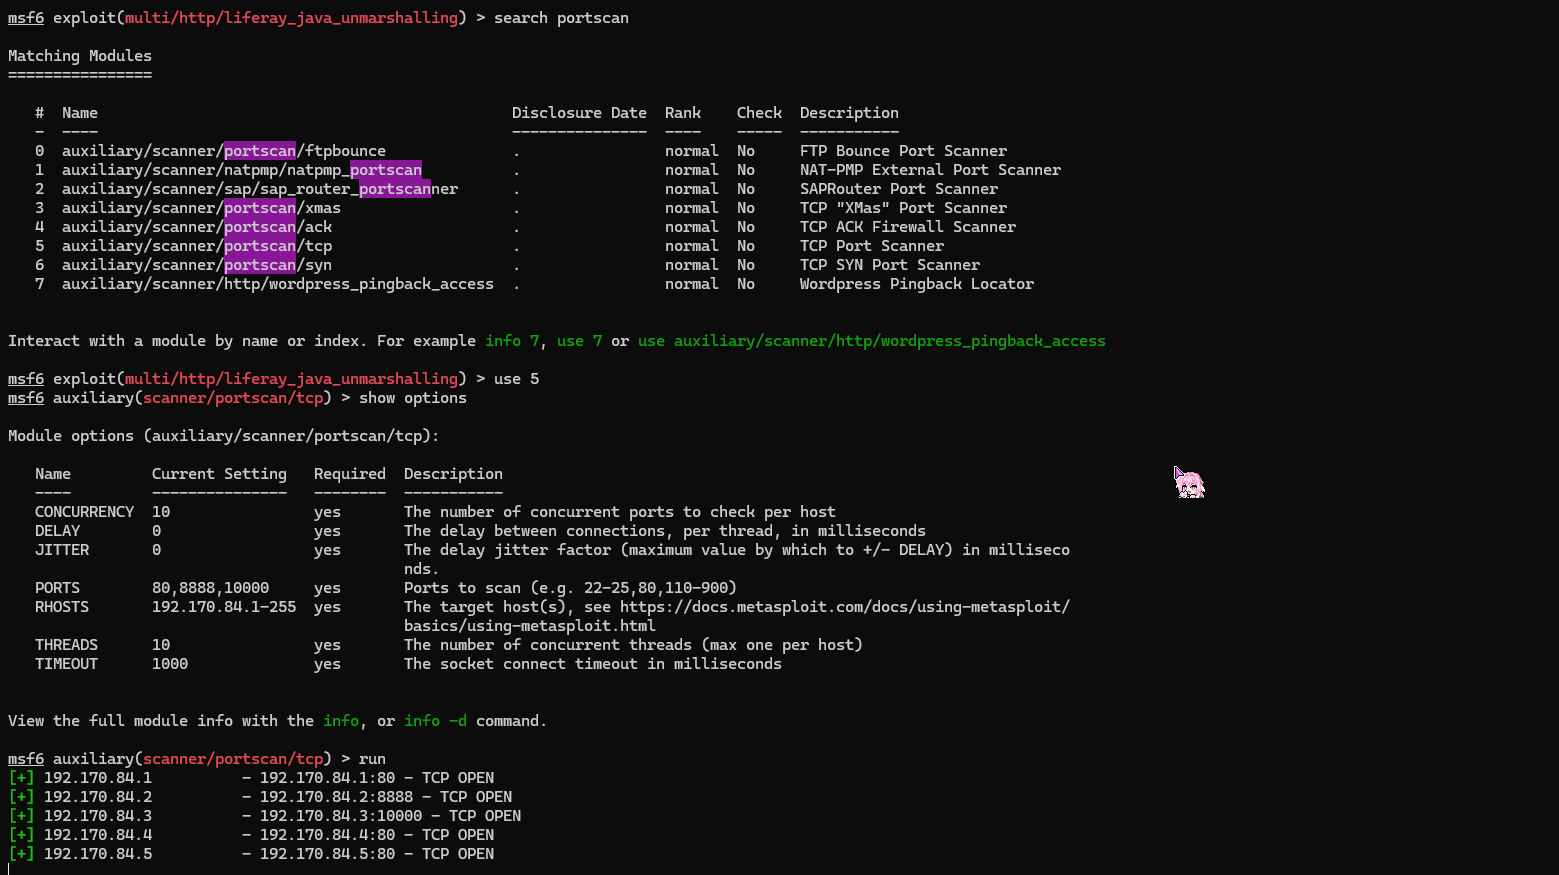 msf6 exploit(multi/http/liferay_java_unmarshalling) > search portscan
Matching Modules
================
#  Name                                             Disclosure Date  Rank    Check  Description
-  ----                                             ---------------  ----    -----  -----------
0  auxiliary/scanner/portscan/ftpbounce             .                normal  No     FTP Bounce Port Scanner
1  auxiliary/scanner/natpmp/natpmp_portscan         .                normal  No     NAT-PMP External Port Scanner
2  auxiliary/scanner/sap/sap_router_portscanner     .                normal  No     SAPRouter Port Scanner
3  auxiliary/scanner/portscan/xmas                  .                normal  No     TCP "XMas" Port Scanner
4  auxiliary/scanner/portscan/ack                   .                normal  No     TCP ACK Firewall Scanner
5  auxiliary/scanner/portscan/tcp                   .                normal  No     TCP Port Scanner
6  auxiliary/scanner/portscan/syn                   .                normal  No     TCP SYN Port Scanner
7  auxiliary/scanner/http/wordpress_pingback_access  .               normal  No     Wordpress Pingback Locator
Interact with a module by name or index. For example info 7, use 7 or use auxiliary/scanner/http/wordpress_pingback_access
msf6 exploit(multi/http/liferay_java_unmarshalling) > use 5
msf6 auxiliary(scanner/portscan/tcp) > show options
Module options (auxiliary/scanner/portscan/tcp):
Name         Current Setting  Required  Description
----         ---------------  --------  -----------
CONCURRENCY  10               yes       The number of concurrent ports to check per host
DELAY        0                yes       The delay between connections, per thread, in milliseconds
JITTER       0                yes       The delay jitter factor (maximum value by which to +/- DELAY) in milliseco
nds.
PORTS        80,8888,10000    yes       Ports to scan (e.g. 22-25,80,110-900)
RHOSTS       192.170.84.1-255  yes      The target host(s), see https://docs.metasploit.com/docs/using-metasploit/
basics/using-metasploit.html
THREADS      10               yes       The number of concurrent threads (max one per host)
TIMEOUT      1000             yes       The socket connect timeout in milliseconds
View the full module info with the info, or info -d command.
msf6 auxiliary(scanner/portscan/tcp) > run
[+] 192.170.84.1          - 192.170.84.1:80 - TCP OPEN
[+] 192.170.84.2          - 192.170.84.2:8888 - TCP OPEN
[+] 192.170.84.3          - 192.170.84.3:10000 - TCP OPEN
[+] 192.170.84.4          - 192.170.84.4:80 - TCP OPEN
[+] 192.170.84.5          - 192.170.84.5:80 - TCP OPEN